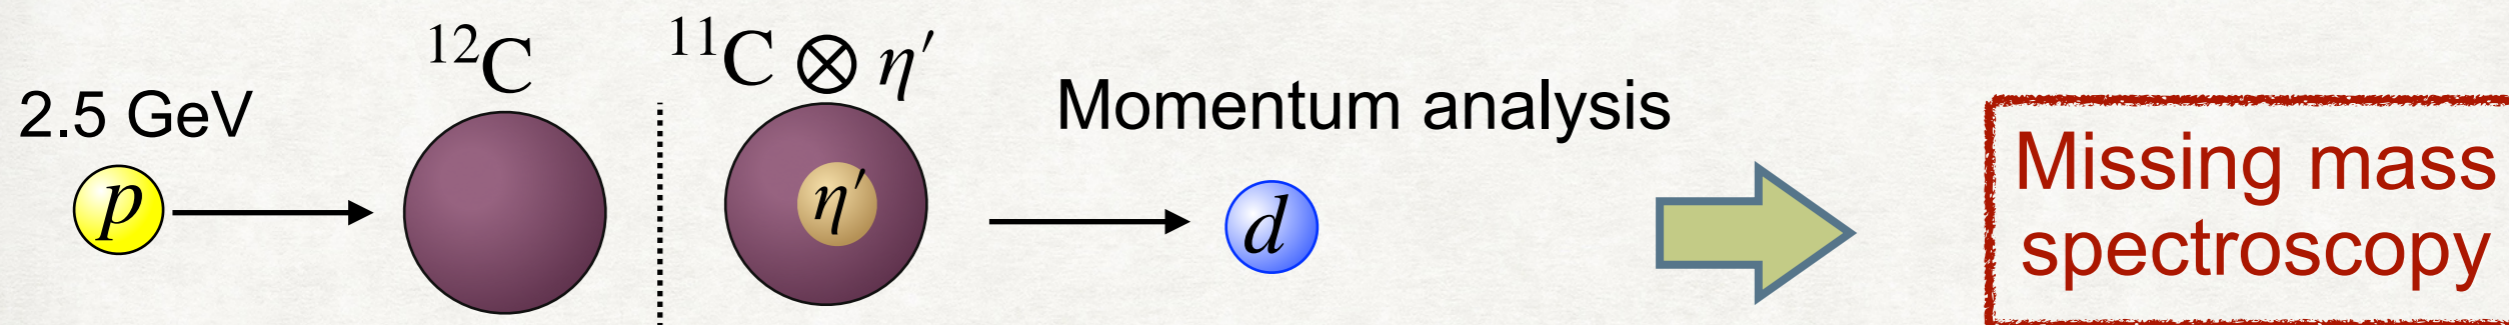 2.5 GeV
p
¹²C
¹¹C ⊗ η′
η′
Momentum analysis
d
Missing mass
spectroscopy